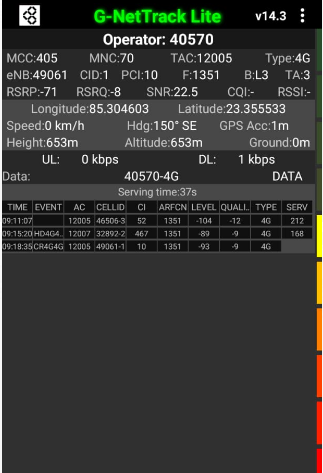 G-NetTrack Lite v14.3
Operator: 40570
MCC:405 MNC:70 TAC:12005 Type:4G
eNB:49061 CID:1 PCI:10 F:1351 B:L3 TA:3
RSRP:-71 RSRQ:-8 SNR:22.5 CQI:- RSSI:-
Longitude:85.304603 Latitude:23.355533
Speed:0 km/h Hdg:150° SE GPS Acc:1m
Height:653m Altitude:653m Ground:0m
UL: 0 kbps DL: 1 kbps
Data: 40570-4G DATA
Serving time:37s
TIME EVENT AC CELLID CI ARFCN LEVEL QUALI.. TYPE SERV
09:11:07 12005 46506-3 52 1351 -104 -12 4G 212
09:15:20 HD4G4.. 12007 32892-2 467 1351 -89 -9 4G 168
09:18:35 CR4G4G 12005 49061-1 10 1351 -93 -9 4G